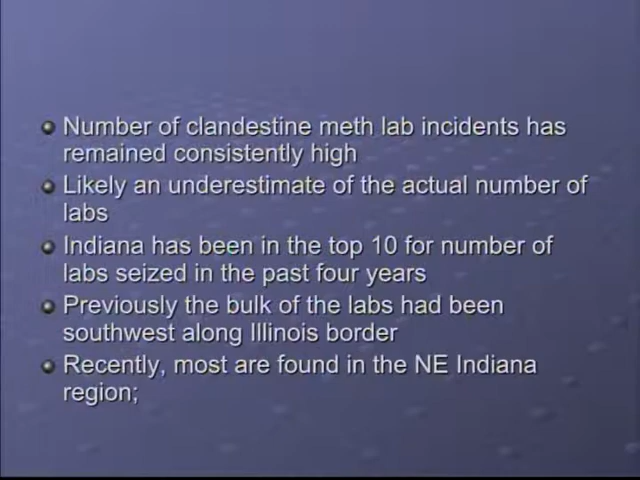 Number of clandestine meth lab incidents has
remained consistently high
Likely an underestimate of the actual number of
labs
Indiana has been in the top 10 for number of
labs seized in the past four years
Previously the bulk of the labs had been
southwest along Illinois border
Recently, most are found in the NE Indiana
region;